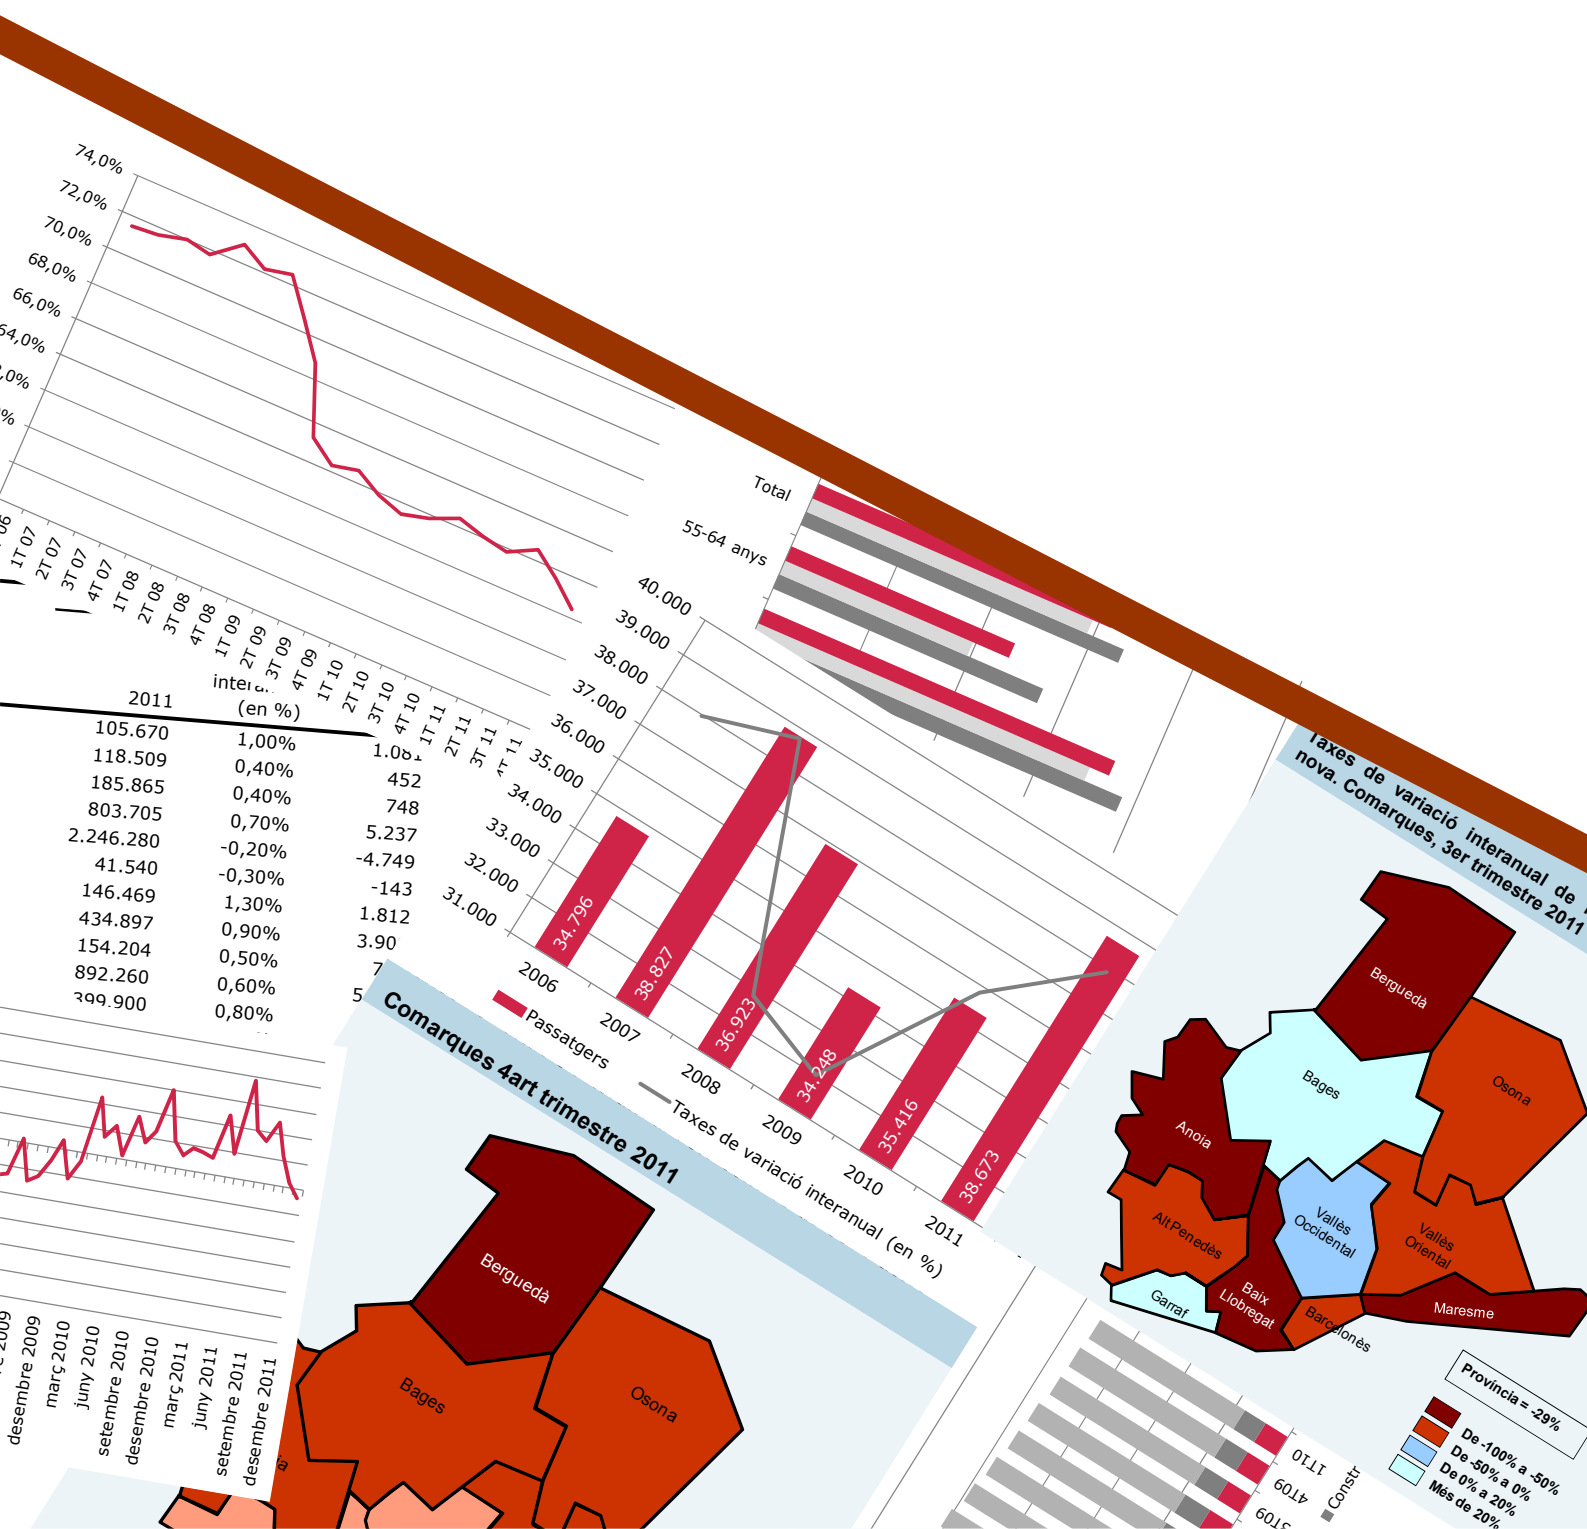 74,0%
72,0%
70,0%
68,0%
66,0%
64,0%
1T 07
2T 07
3T 07
4T 07
1T 08
2T 08
3T 08
4T 08
1T 09
2T 09
3T 09
4T 09
1T 10
2T 10
3T 10
4T 10
1T 11
2T 11
3T 11
Total
55-64 anys
2011
(en %)
105.670 1,00%
118.509 0,40% 452
185.865 0,40% 748
803.705 0,70% 5.237
2.246.280 -0,20% -4.749
41.540 -0,30% -143
146.469 1,30% 1.812
434.897 0,90% 3.90
154.204 0,50%
892.260 0,60%
399.900 0,80%
40.000
39.000
38.000
37.000
36.000
35.000
34.000
33.000
32.000
31.000
34.796
38.827
36.923
34.248
35.416
38.673
2006
2007
2008
2009
2010
2011
Passatgers
Taxes de variació interanual (en %)
desembre 2009
març 2010
juny 2010
setembre 2010
desembre 2010
març 2011
juny 2011
setembre 2011
desembre 2011
Comarques 4art trimestre 2011
Berguedà
Bages
Osona
Taxes de variació interanual de
nova. Comarques, 3er trimestre 2011
Berguedà
Bages
Osona
Anoia
Alt Penedès
Vallès
Occidental
Vallès
Oriental
Garraf
Baix
Llobregat
Barcelonès
Maresme
Província = -29%
De -100% a -50%
De -50% a 0%
De 0% a 20%
Més de 20%
1T10
4T09
3T09
Constr